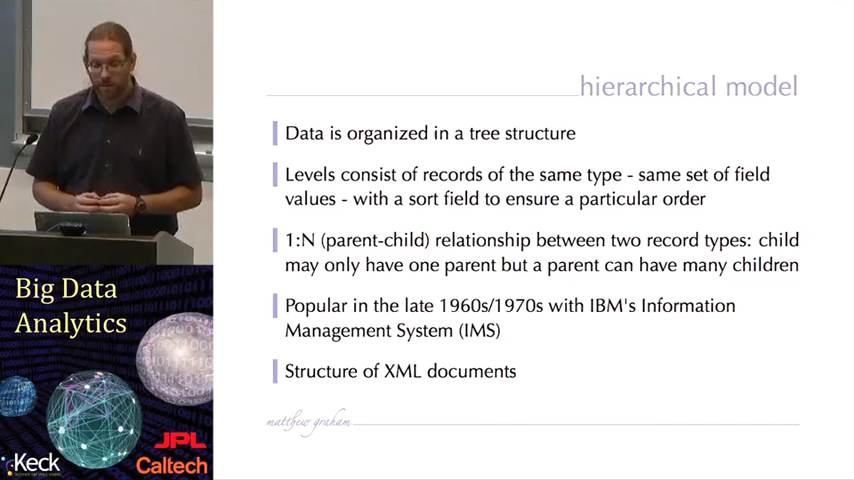 hierarchical model
Data is organized in a tree structure
Levels consist of records of the same type - same set of field
values - with a sort field to ensure a particular order
1:N (parent-child) relationship between two record types: child
may only have one parent but a parent can have many children
Popular in the late 1960s/1970s with IBM's Information
Management System (IMS)
Structure of XML documents
matthew graham
Big Data
Analytics
JPL
Keck
Caltech